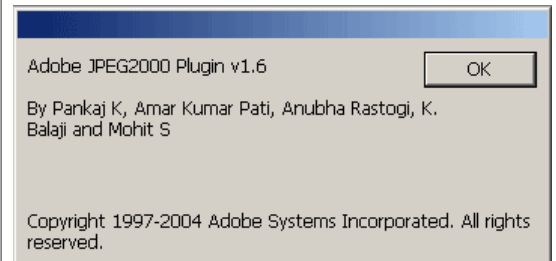 Adobe JPEG2000 Plugin v1.6
OK
By Pankaj K, Amar Kumar Pati, Anubha Rastogi, K.
Balaji and Mohit S
Copyright 1997-2004 Adobe Systems Incorporated. All rights
reserved.